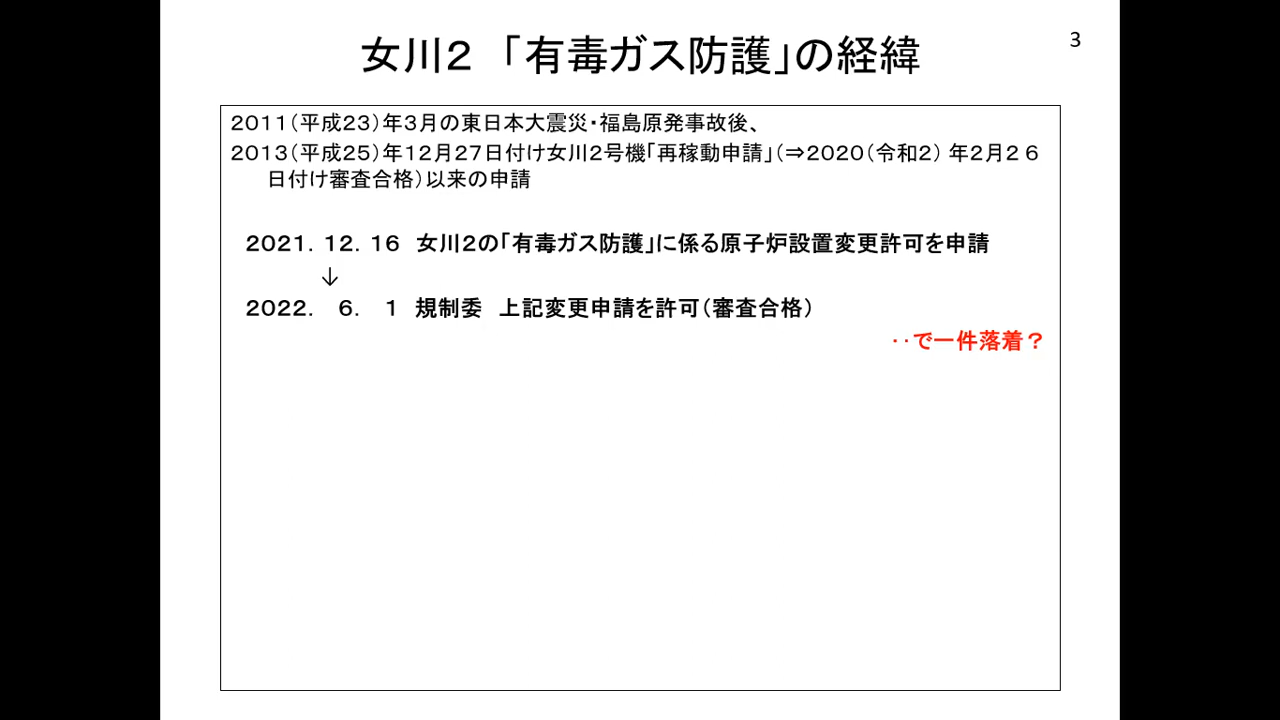 女川２　「有毒ガス防護」の経緯
3
２０１１（平成２３）年３月の東日本大震災・福島原発事故後、
２０１３（平成２５）年１２月２７日付け女川２号機「再稼動申請」（⇒２０２０（令和２） 年２月２６
日付け審査合格）以来の申請
２０２１．１２．１６　女川２の「有毒ガス防護」に係る原子炉設置変更許可を申請
↓
２０２２．　６．　１　規制委　上記変更申請を許可（審査合格）
‥で一件落着？